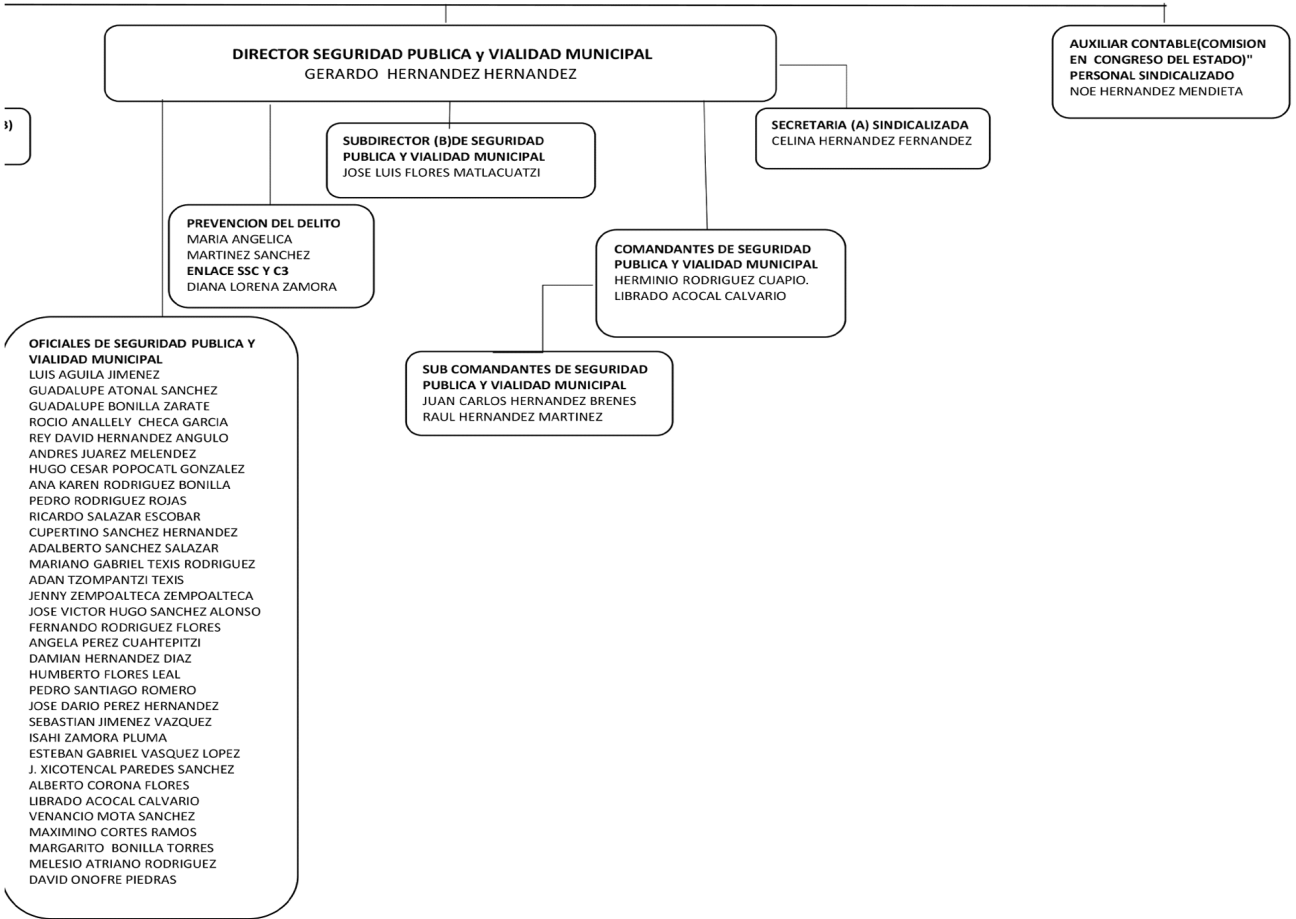 DIRECTOR SEGURIDAD PUBLICA y VIALIDAD MUNICIPAL
GERARDO  HERNANDEZ HERNANDEZ
AUXILIAR CONTABLE(COMISION
EN  CONGRESO DEL ESTADO)"
PERSONAL SINDICALIZADO
NOE HERNANDEZ MENDIETA
SECRETARIA (A) SINDICALIZADA
CELINA HERNANDEZ FERNANDEZ
SUBDIRECTOR (B)DE SEGURIDAD
PUBLICA Y VIALIDAD MUNICIPAL
JOSE LUIS FLORES MATLACUATZI
PREVENCION DEL DELITO
MARIA ANGELICA
MARTINEZ SANCHEZ
ENLACE SSC Y C3
DIANA LORENA ZAMORA
COMANDANTES DE SEGURIDAD
PUBLICA Y VIALIDAD MUNICIPAL
HERMINIO RODRIGUEZ CUAPIO.
LIBRADO ACOCAL CALVARIO
SUB COMANDANTES DE SEGURIDAD
PUBLICA Y VIALIDAD MUNICIPAL
JUAN CARLOS HERNANDEZ BRENES
RAUL HERNANDEZ MARTINEZ
OFICIALES DE SEGURIDAD PUBLICA Y
VIALIDAD MUNICIPAL
LUIS AGUILA JIMENEZ
GUADALUPE ATONAL SANCHEZ
GUADALUPE BONILLA ZARATE
ROCIO ANALLELY  CHECA GARCIA
REY DAVID HERNANDEZ ANGULO
ANDRES JUAREZ MELENDEZ
HUGO CESAR POPOCATL GONZALEZ
ANA KAREN RODRIGUEZ BONILLA
PEDRO RODRIGUEZ ROJAS
RICARDO SALAZAR ESCOBAR
CUPERTINO SANCHEZ HERNANDEZ
ADALBERTO SANCHEZ SALAZAR
MARIANO GABRIEL TEXIS RODRIGUEZ
ADAN TZOMPANTZI TEXIS
JENNY ZEMPOALTECA ZEMPOALTECA
JOSE VICTOR HUGO SANCHEZ ALONSO
FERNANDO RODRIGUEZ FLORES
ANGELA PEREZ CUAHTEPITZI
DAMIAN HERNANDEZ DIAZ
HUMBERTO FLORES LEAL
PEDRO SANTIAGO ROMERO
JOSE DARIO PEREZ HERNANDEZ
SEBASTIAN JIMENEZ VAZQUEZ
ISAHI ZAMORA PLUMA
ESTEBAN GABRIEL VASQUEZ LOPEZ
J. XICOTENCAL PAREDES SANCHEZ
ALBERTO CORONA FLORES
LIBRADO ACOCAL CALVARIO
VENANCIO MOTA SANCHEZ
MAXIMINO CORTES RAMOS
MARGARITO  BONILLA TORRES
MELESIO ATRIANO RODRIGUEZ
DAVID ONOFRE PIEDRAS